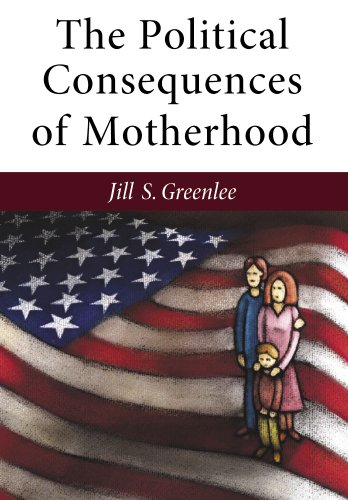 The Political
Consequences
of Motherhood
Jill S. Greenlee